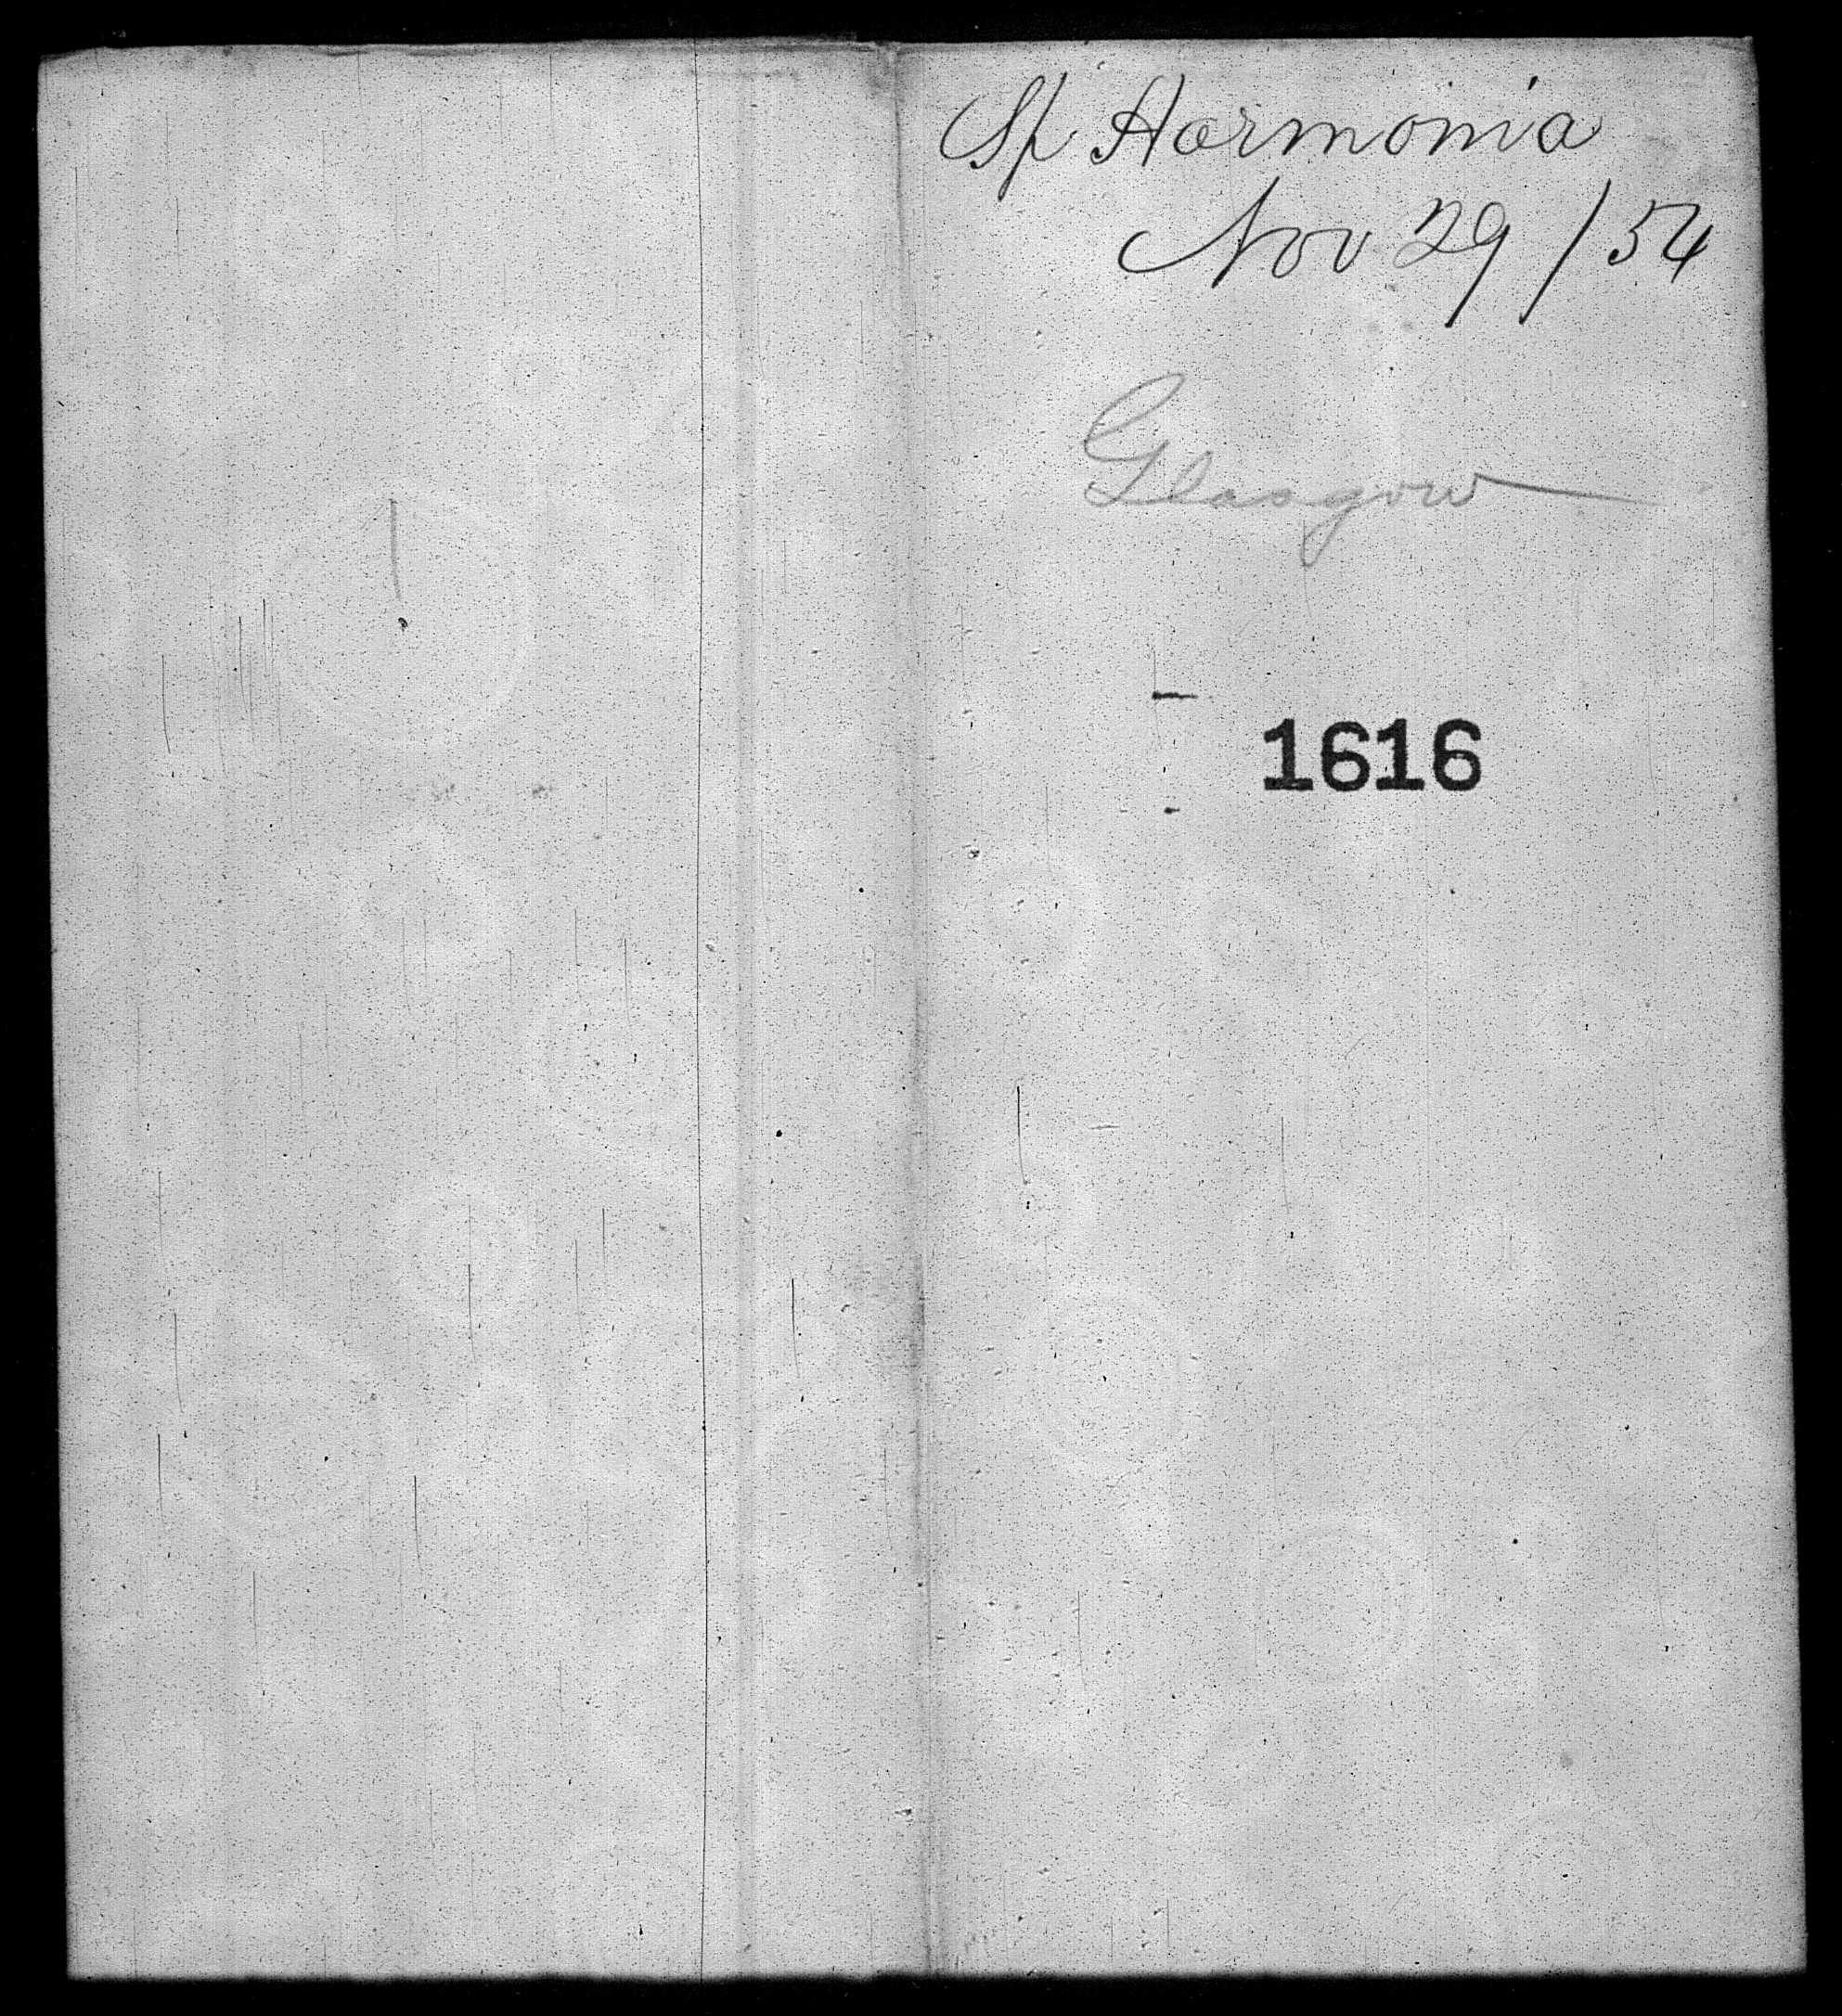 Sp Harmonia
Nov 29 / 54
Glasgow
1616